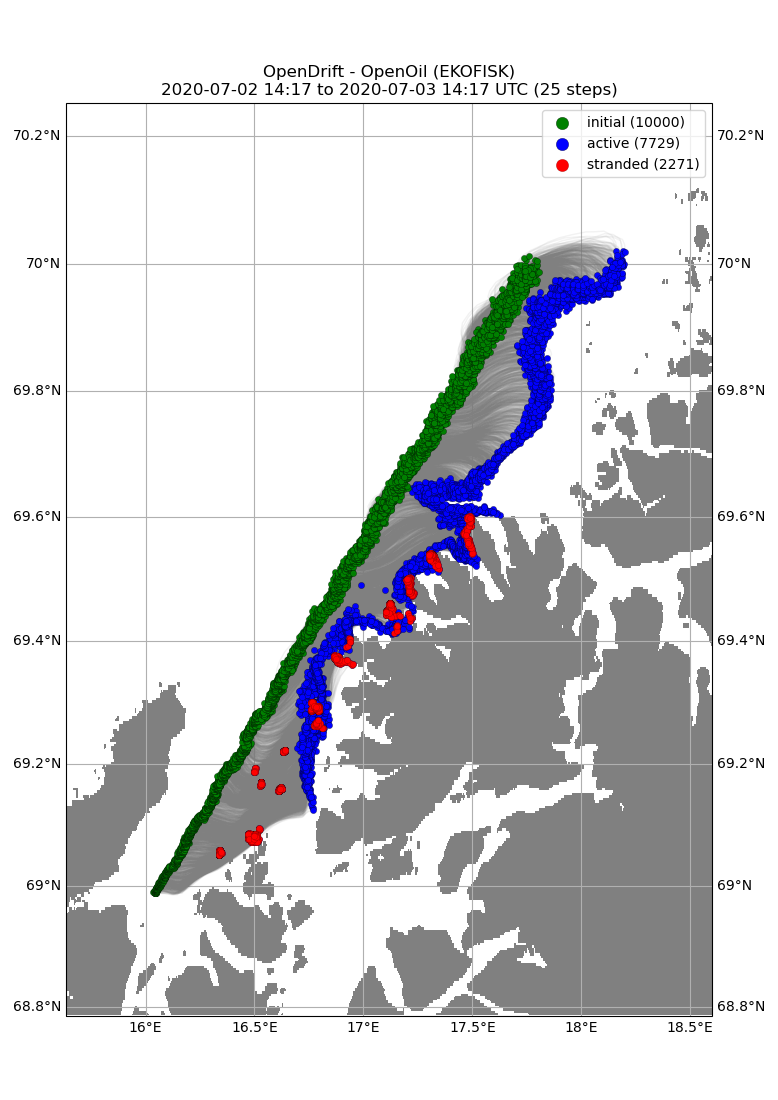 OpenDrift - OpenOil (EKOFISK)
2020-07-02 14:17 to 2020-07-03 14:17 UTC (25 steps)
initial (10000)
active (7729)
stranded (2271)
70.2°N 70.2°N
70°N 70°N
69.8°N 69.8°N
69.6°N 69.6°N
69.4°N 69.4°N
69.2°N 69.2°N
69°N 69°N
68.8°N 68.8°N
16°E 16.5°E 17°E 17.5°E 18°E 18.5°E